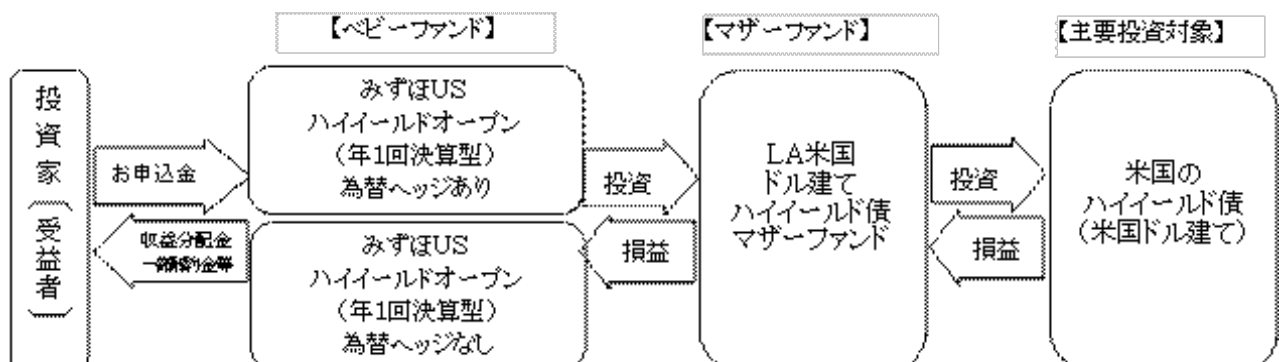 【ベビーファンド】
【マザーファンド】
【主要投資対象】
投資家(受益者)
お申込金
収益分配金
みずほUS
ハイイールドオープン
(年1回決算型)
為替ヘッジあり
みずほUS
ハイイールドオープン
(年1回決算型)
為替ヘッジなし
投資
損益
LA米国
ドル建て
ハイイールド債
マザーファンド
投資
損益
米国の
ハイイールド債
(米国ドル建て)